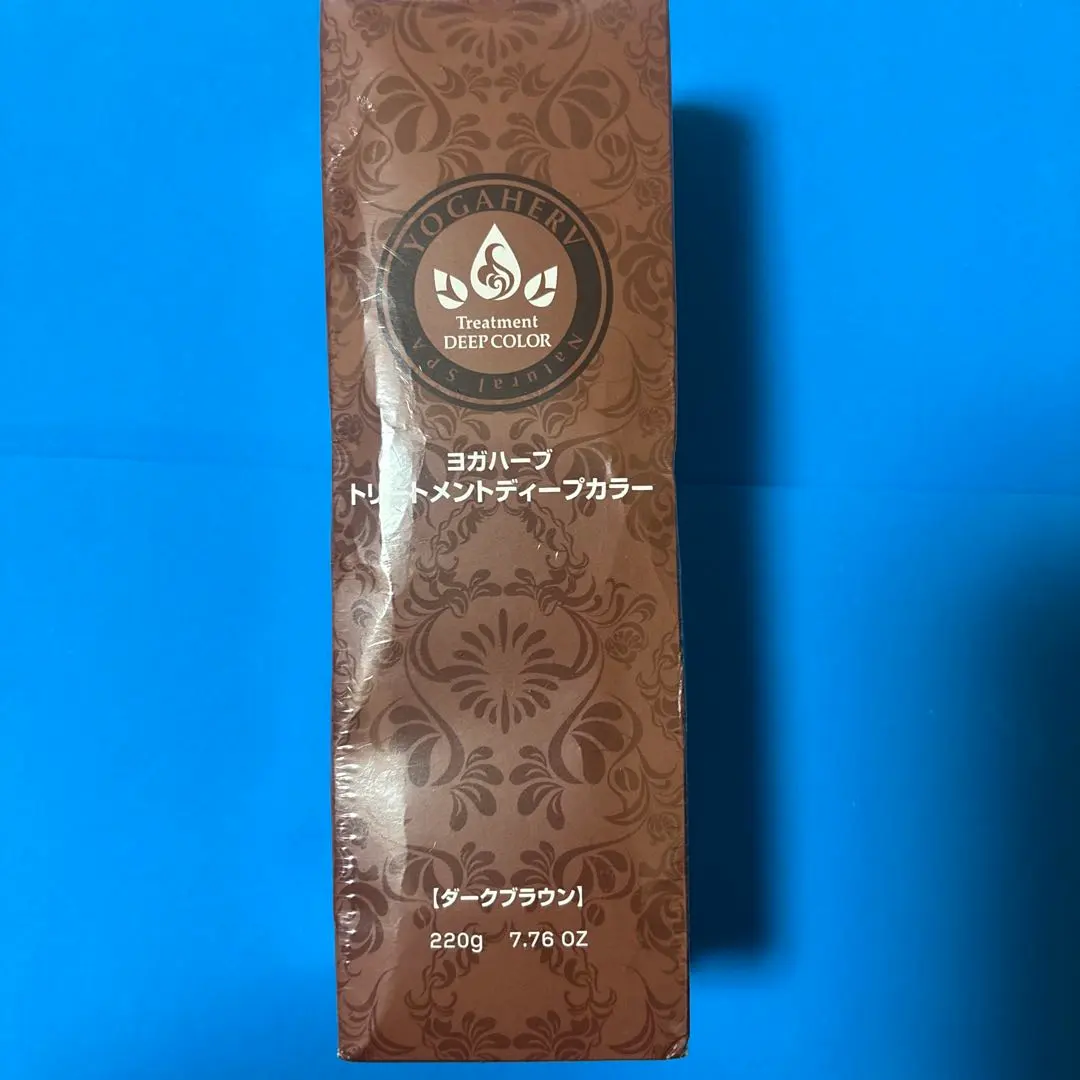 YOGAHERV
Treatment
DEEP COLOR
Natural SPA
ヨガハーブ
トリートメントディープカラー
【ダークブラウン】
220g 7.76 OZ